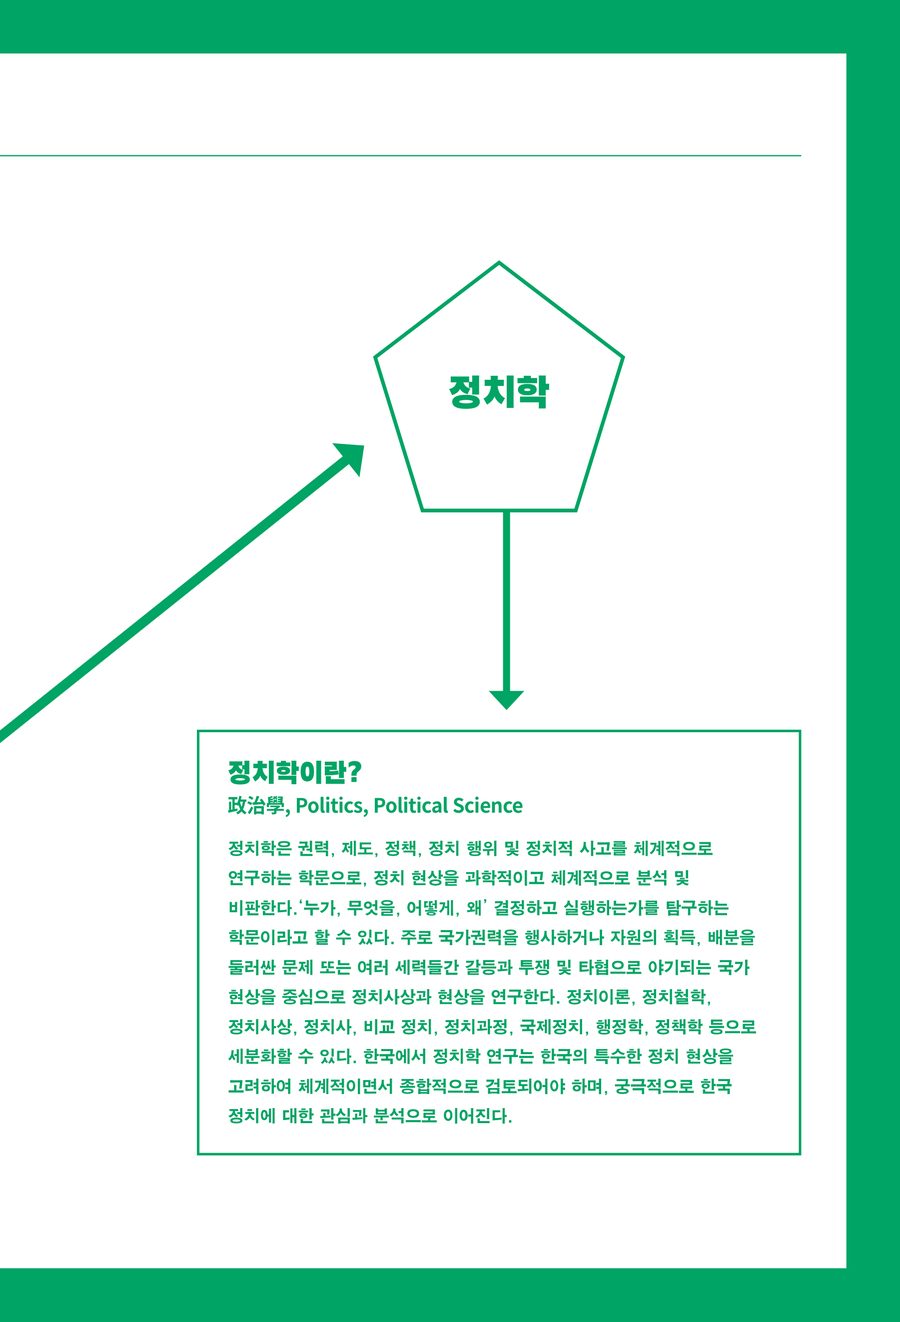 정치학
정치학이란?
政治學, Politics, Political Science
정치학은 권력, 제도, 정책, 정치 행위 및 정치적 사고를 체계적으로
연구하는 학문으로, 정치 현상을 과학적이고 체계적으로 분석 및
비판한다.‘누가, 무엇을, 어떻게, 왜’ 결정하고 실행하는가를 탐구하는
학문이라고 할 수 있다. 주로 국가권력을 행사하거나 자원의 획득, 배분을
둘러싼 문제 또는 여러 세력들간 갈등과 투쟁 및 타협으로 야기되는 국가
현상을 중심으로 정치사상과 현상을 연구한다. 정치이론, 정치철학,
정치사상, 정치사, 비교 정치, 정치과정, 국제정치, 행정학, 정책학 등으로
세분화할 수 있다. 한국에서 정치학 연구는 한국의 특수한 정치 현상을
고려하여 체계적이면서 종합적으로 검토되어야 하며, 궁극적으로 한국
정치에 대한 관심과 분석으로 이어진다.